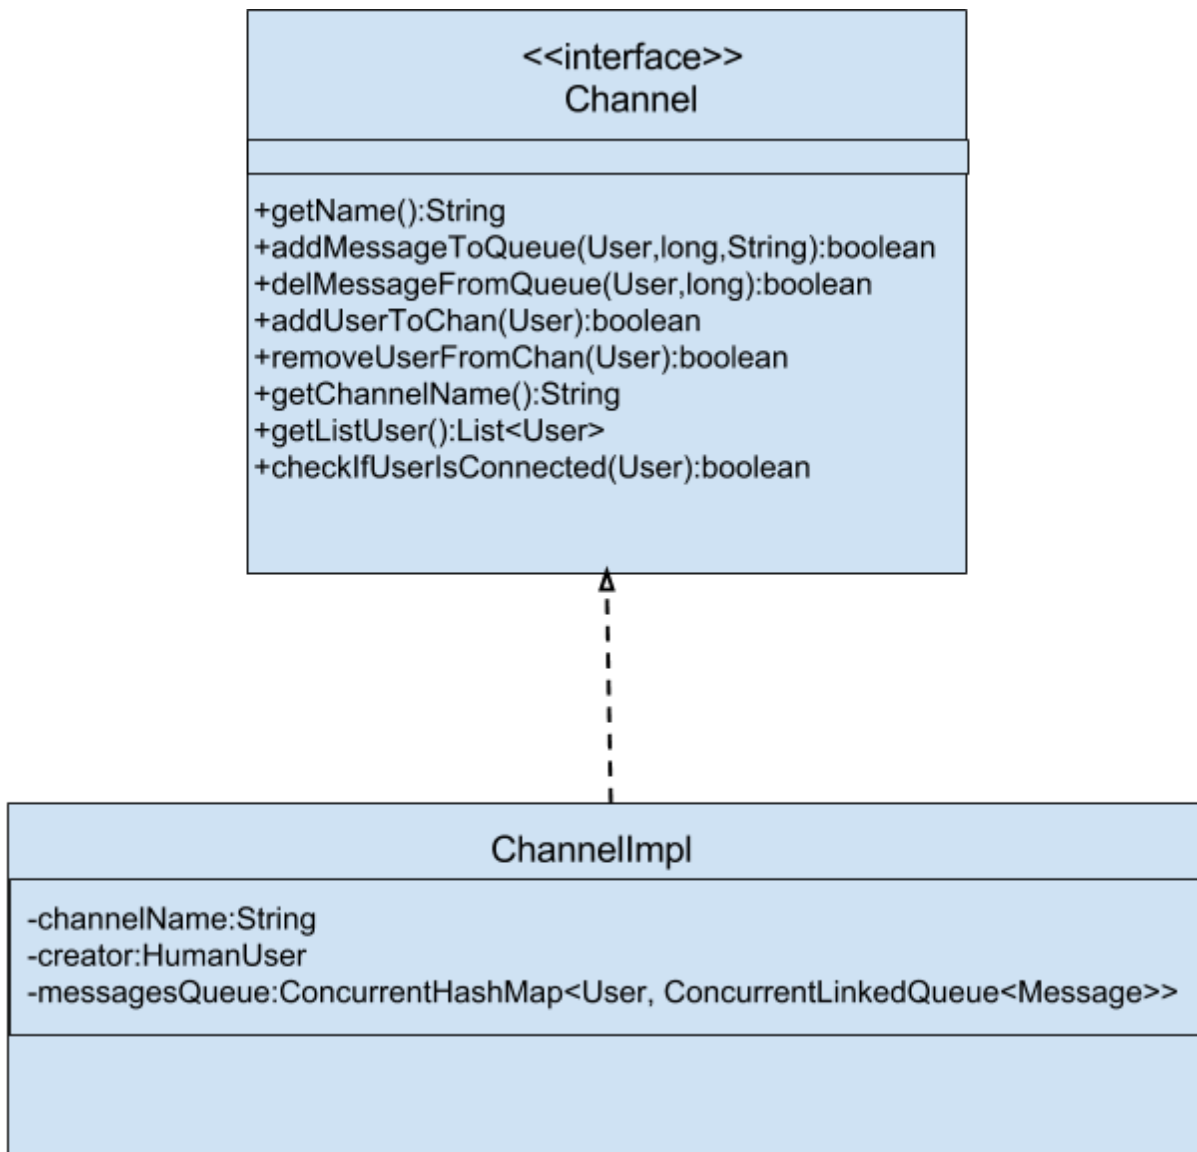 <<interface>>
Channel
+getName():String
+addMessageToQueue(User,long,String):boolean
+delMessageFromQueue(User,long):boolean
+addUserToChan(User):boolean
+removeUserFromChan(User):boolean
+getChannelName():String
+getListUser():List<User>
+checkIfUserIsConnected(User):boolean
ChannelImpl
-channelName:String
-creator:HumanUser
-messagesQueue:ConcurrentHashMap<User, ConcurrentLinkedQueue<Message>>